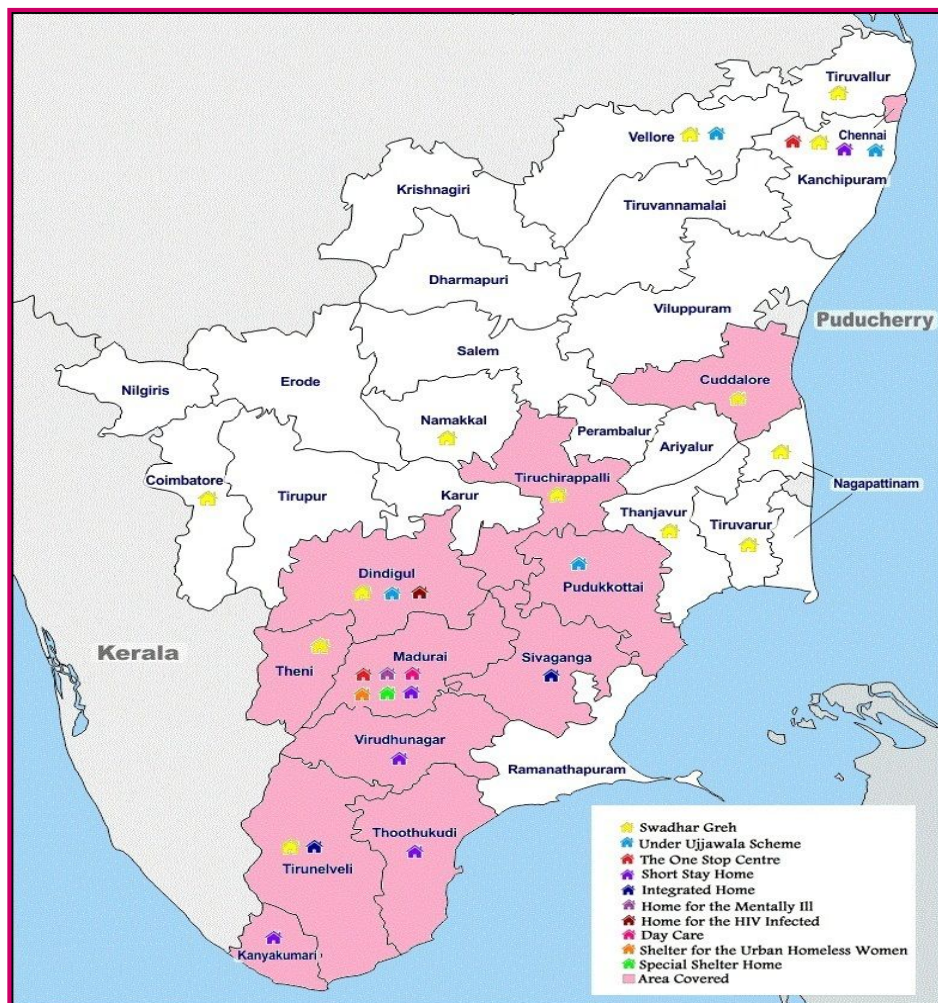 Tiruvallur
Chennai
Vellore
Kanchipuram
Krishnagiri
Tiruvannamalai
Dharmapuri
Viluppuram
Puducherry
Salem
Cuddalore
Nilgiris
Erode
Namakkal
Perambalur
Ariyalur
Coimbatore
Tiruchirappalli
Nagapattinam
Tirupur
Karur
Thanjavur
Tiruvarur
Dindigul
Pudukkottai
Kerala
Theni
Madurai
Sivaganga
Virudhunagar
Ramanathapuram
Thoothukudi
Tirunelveli
Kanyakumari
Swadhar Greh
Under Ujjawala Scheme
The One Stop Centre
Short Stay Home
Integrated Home
Home for the Mentally Ill
Home for the HIV Infected
Day Care
Shelter for the Urban Homeless Women
Special Shelter Home
Area Covered